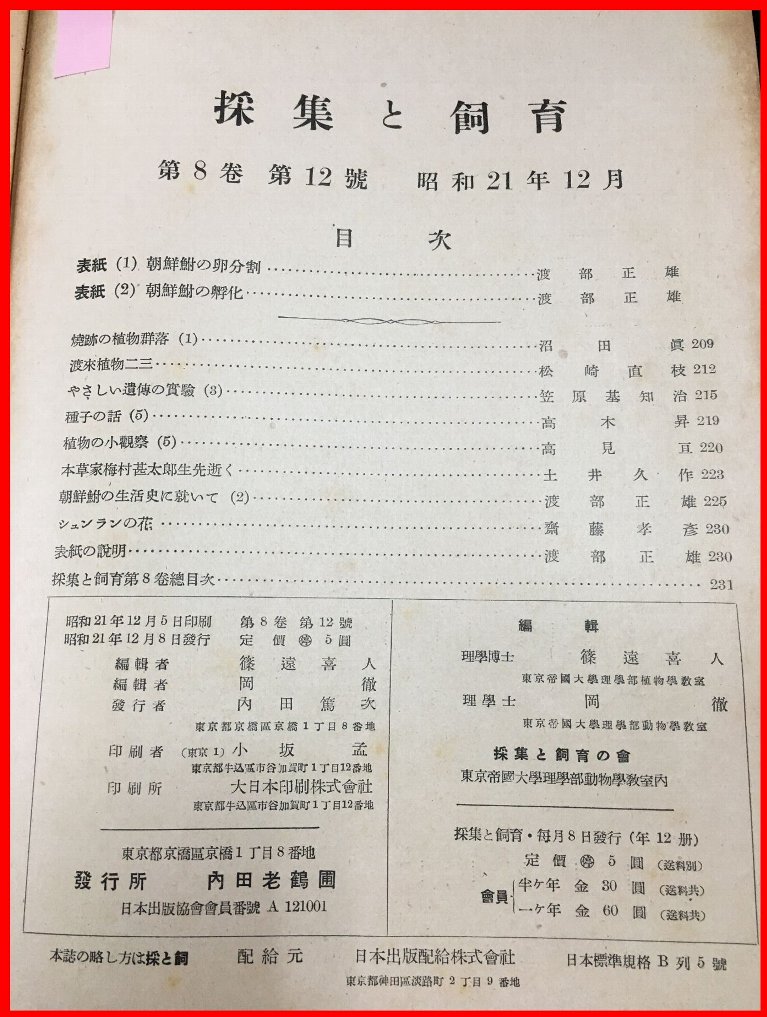 採集と飼育
第8卷 第12號 昭和21年12月
目次
表紙 (1) 朝鮮鮒の卵分割 渡部正雄
表紙 (2) 朝鮮鮒の孵化 渡部正雄
燒跡の植物群落 (1) 沼田眞 209
渡來植物二三 松崎直枝 212
やさしい遺傳の實驗 (3) 笠原基知治 215
種子の話 (5) 高木昇 219
植物の小觀察 (5) 高見亘 220
本草家梅村甚太郎生先逝く 土井久作 223
朝鮮鮒の生活史に就いて (2) 渡部正雄 225
シュンランの花 齋藤孝彦 230
表紙の說明 渡部正雄 230
採集と飼育第8卷總目次 231
昭和21年12月5日印刷 第8卷 第12號
昭和21年12月8日發行 定價 ㊕ 5圓
編輯者 篠遠喜人
編輯者 岡徹
發行者 內田篤次
東京都京橋區京橋1丁目8番地
印刷者 (東京1) 小坂孟
東京都牛込區市谷加賀町1丁目12番地
印刷所 大日本印刷株式會社
東京都牛込區市谷加賀町1丁目12番地
東京都京橋區京橋1丁目8番地
發行所 內田老鶴圃
日本出版協會會員番號 A 121001
編輯
理學博士 篠遠喜人
東京帝國大學理學部植物學教室
理學士 岡徹
東京帝國大學理學部動物學教室
採集と飼育の會
東京帝國大學理學部動物學教室內
採集と飼育・每月8日發行 (年12册)
定價 ㊕ 5圓 (送料別)
會員 半ケ年 金 30 圓 (送料共)
一ケ年 金 60 圓 (送料共)
本誌の略し方は採と飼 配給元 日本出版配給株式會社 日本標準規格B列5號
東京都神田區淡路町2丁目9番地